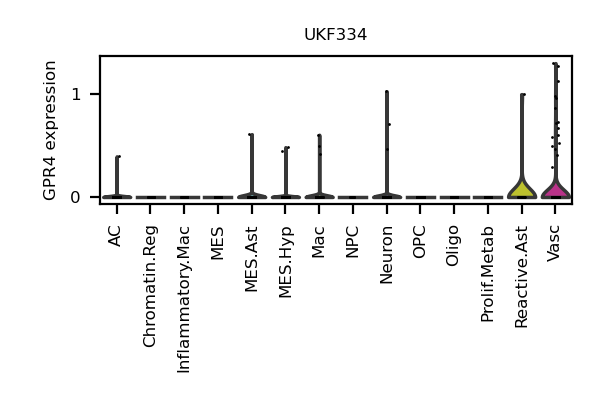 UKF334
GPR4 expression
1
0
AC
Chromatin.Reg
Inflammatory.Mac
MES
MES.Ast
MES.Hyp
Mac
NPC
Neuron
OPC
Oligo
Prolif.Metab
Reactive.Ast
Vasc